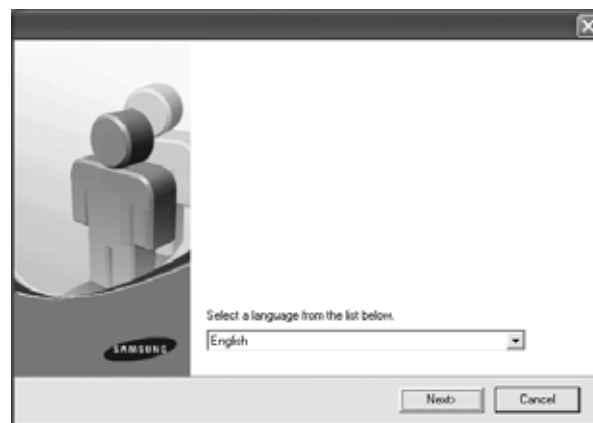 Select a language from the list below.
English
SAMSUNG
Next>
Cancel